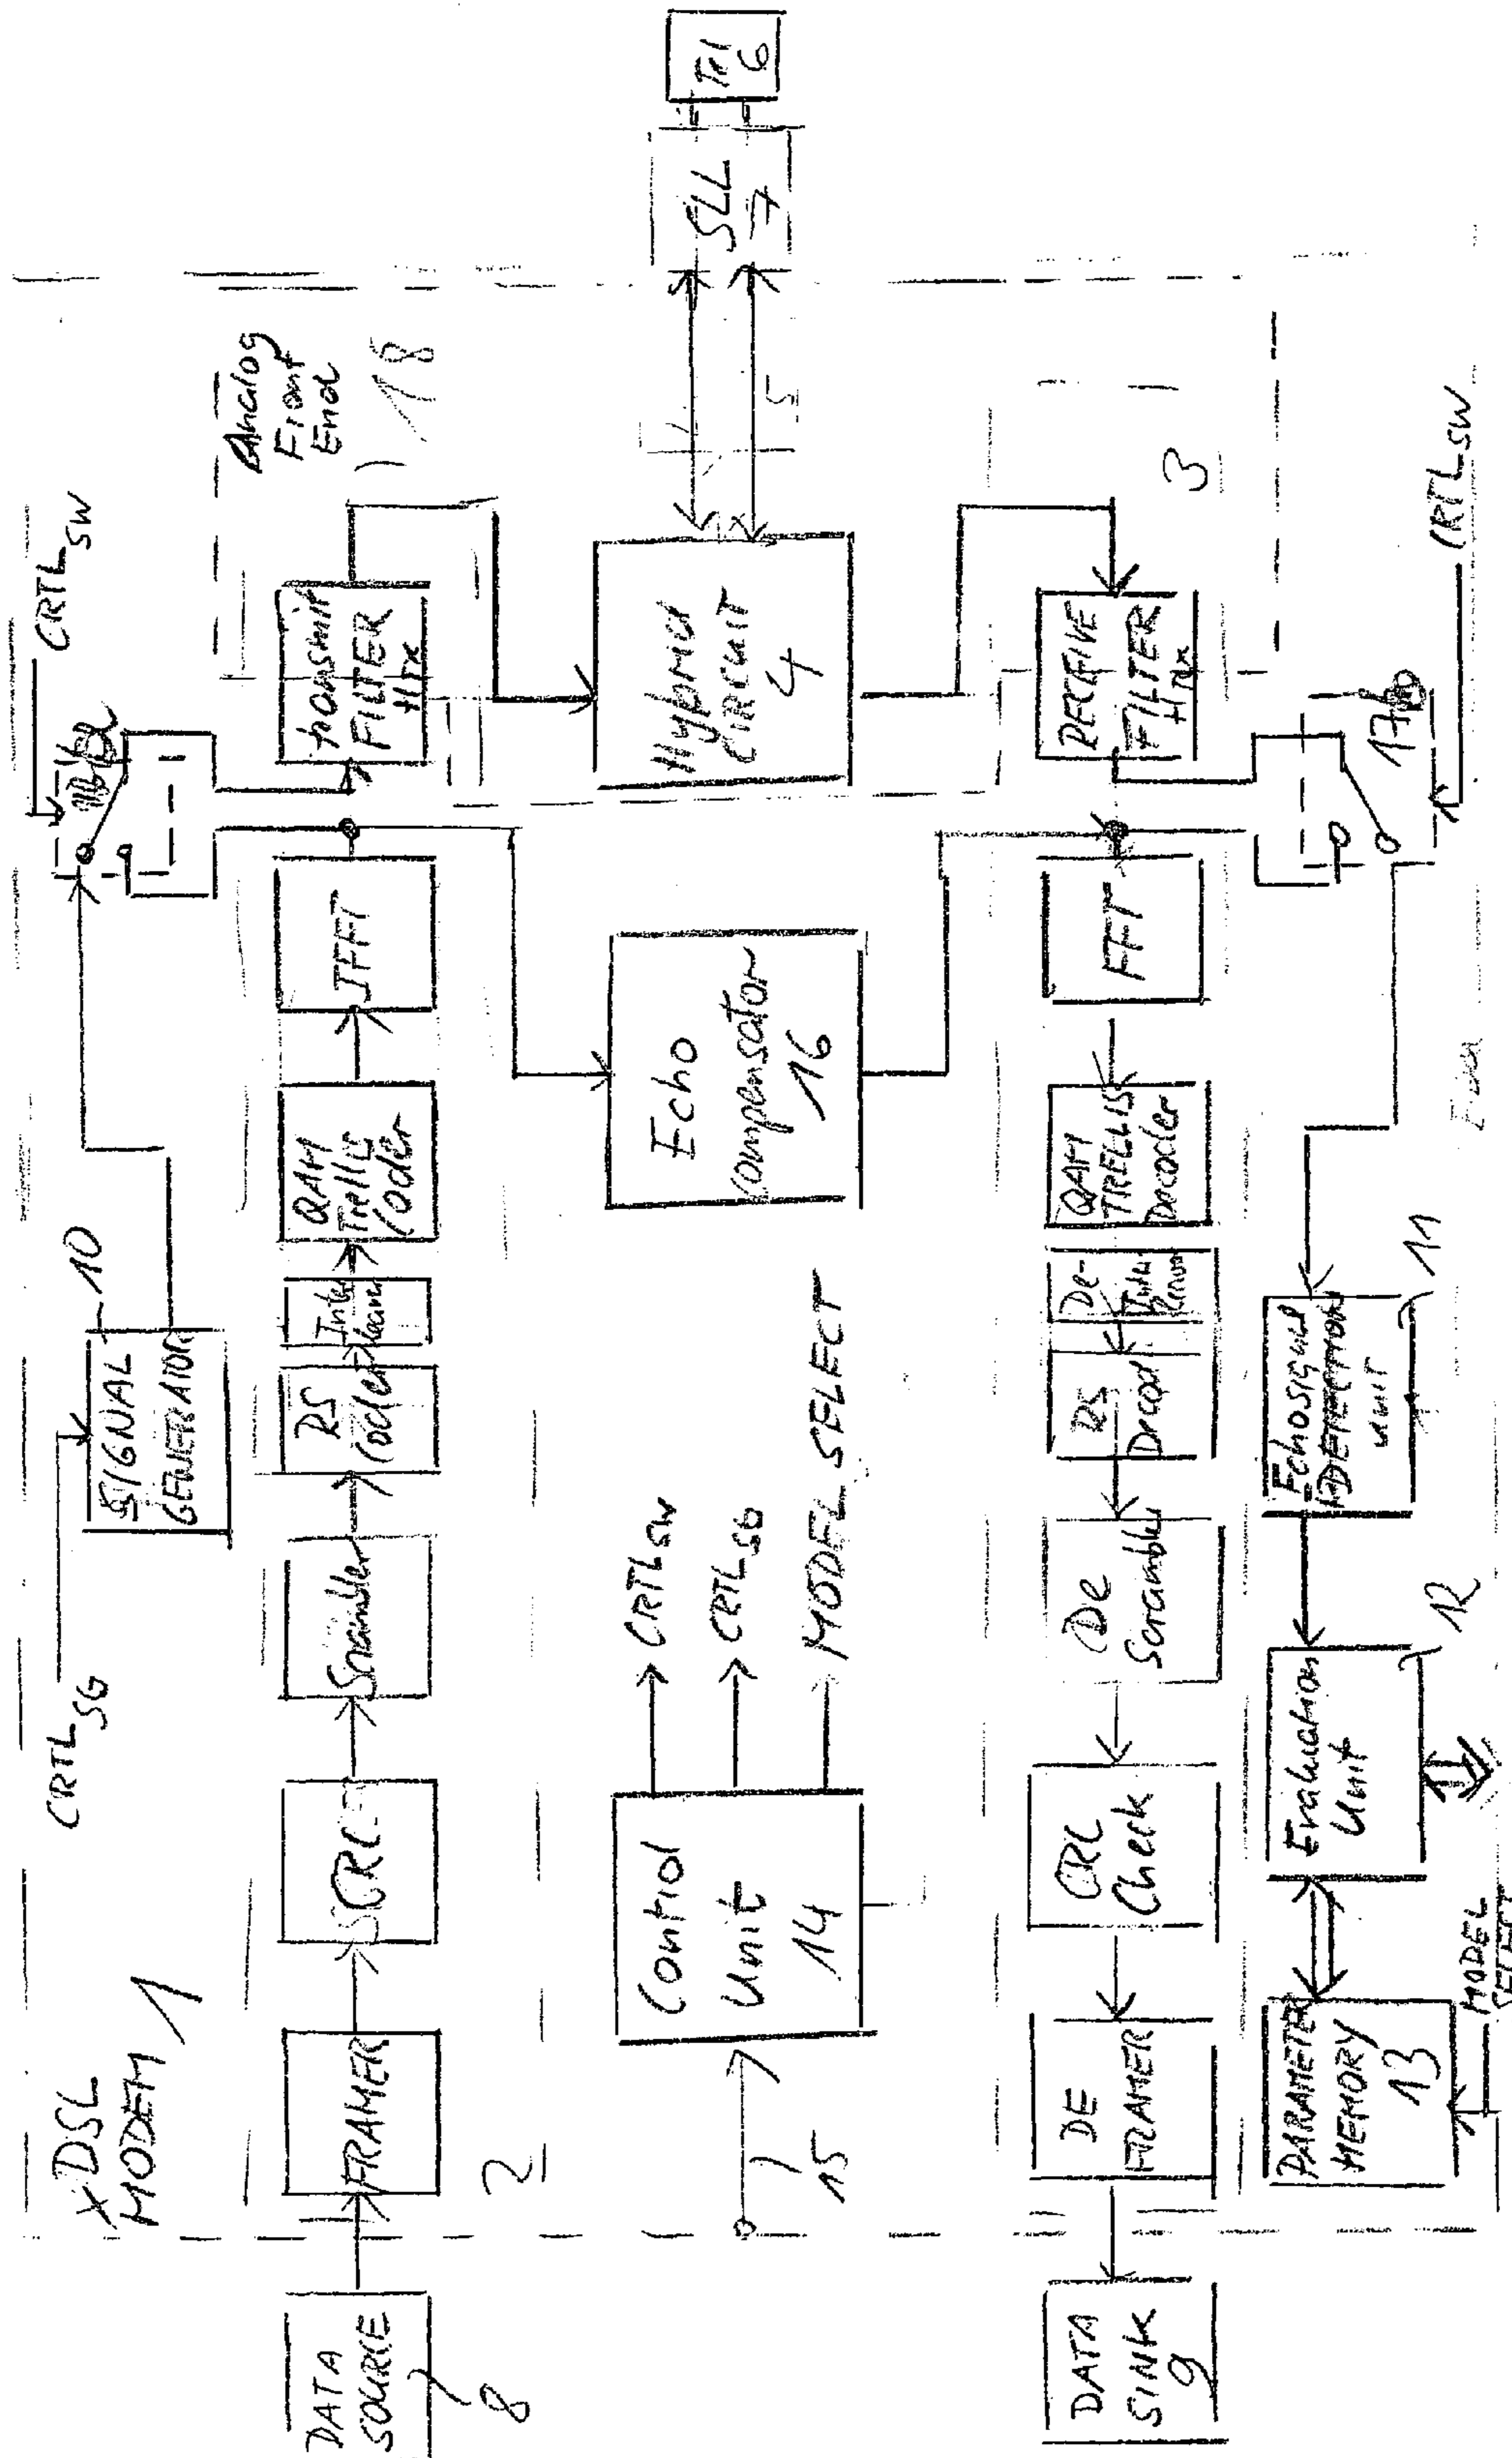 xDSL
MODEM 1
CRTL SG
SIGNAL
GENERATOR
10
CRTL SW
DATA
SOURCE
8
FRAMER
CRC
Scrambler
RS
Coder
Inter
leaver
QAM
Trellis
Coder
IFFT
transmit
FILTER
HTX
Analog
Front
End
18
2
15
Control
Unit
14
CRTL SW
CRTL SG
MODEL SELECT
Echo
Compensator
16
Hybrid
CIRCUIT
4
5
SLL
7
Tel
6
DATA
SINK
9
DE
FRAMER
CRC
Check
De
Scrambler
RS
Decod
De-
QAM
TRELLIS
Decoder
FFT
RECEIVE
FILTER
3
PARAMETER
MEMORY
13
MODEL
SELECT
Evaluation
Unit
12
Echosignal
DETECTION
unit
11
17b
CRTL SW